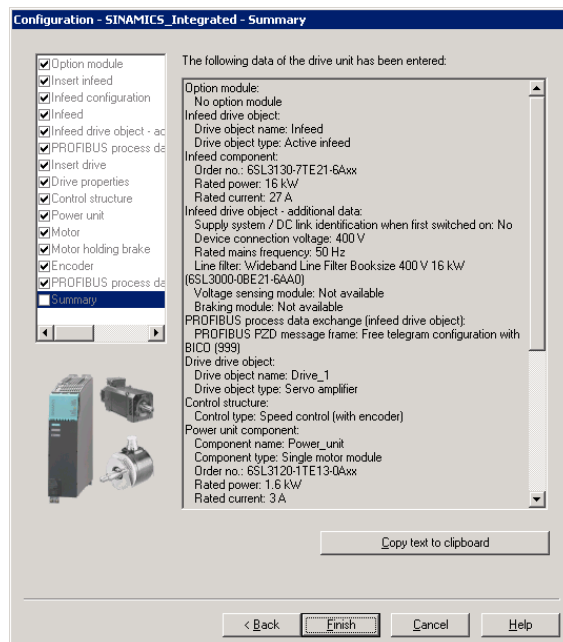 Configuration - SINAMICS_Integrated - Summary
Option module
Insert infeed
Infeed configuration
Infeed
Infeed drive object - ac
PROFIBUS process da
Insert drive
Drive properties
Control structure
Power unit
Motor
Motor holding brake
Encoder
PROFIBUS process da
Summary
The following data of the drive unit has been entered:
Option module:
No option module
Infeed drive object:
Drive object name: Infeed
Drive object type: Active infeed
Infeed component:
Order no.: 6SL3130-7TE21-6Axx
Rated power: 16 kW
Rated current: 27 A
Infeed drive object - additional data:
Supply system / DC link identification when first switched on: No
Device connection voltage: 400 V
Rated mains frequency: 50 Hz
Line filter: Wideband Line Filter Booksize 400 V 16 kW
(6SL3000-0BE21-6AA0)
Voltage sensing module: Not available
Braking module: Not available
PROFIBUS process data exchange (infeed drive object):
PROFIBUS PZD message frame: Free telegram configuration with
BICO (999)
Drive drive object:
Drive object name: Drive_1
Drive object type: Servo amplifier
Control structure:
Control type: Speed control (with encoder)
Power unit component:
Component name: Power_unit
Component type: Single motor module
Order no.: 6SL3120-1TE13-0Axx
Rated power: 1.6 kW
Rated current: 3 A
Copy text to clipboard
< Back
Finish
Cancel
Help